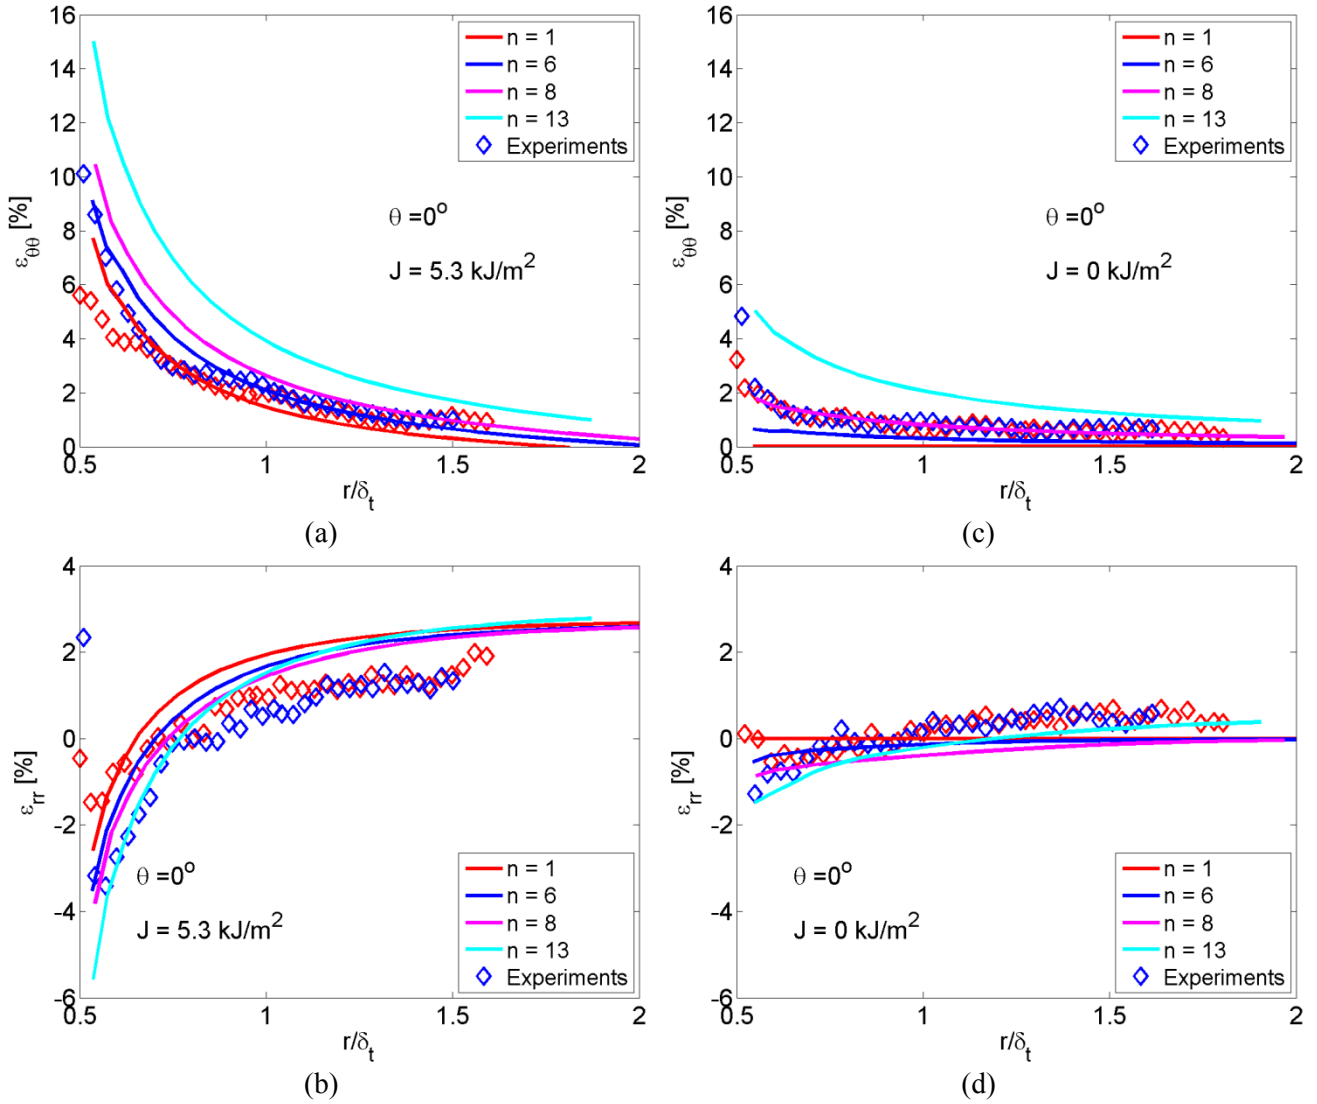 16
14
12
10
8
6
4
2
0
0.5
1
1.5
2
ε_θθ [%]
r/δ_t
n = 1
n = 6
n = 8
n = 13
Experiments
θ =0°
J = 5.3 kJ/m²
(a)
16
14
12
10
8
6
4
2
0
0.5
1
1.5
2
ε_θθ [%]
r/δ_t
n = 1
n = 6
n = 8
n = 13
Experiments
θ =0°
J = 0 kJ/m²
(c)
4
2
0
-2
-4
-6
0.5
1
1.5
2
ε_rr [%]
r/δ_t
θ =0°
J = 5.3 kJ/m²
n = 1
n = 6
n = 8
n = 13
Experiments
(b)
4
2
0
-2
-4
-6
0.5
1
1.5
2
ε_rr [%]
r/δ_t
θ =0°
J = 0 kJ/m²
n = 1
n = 6
n = 8
n = 13
Experiments
(d)